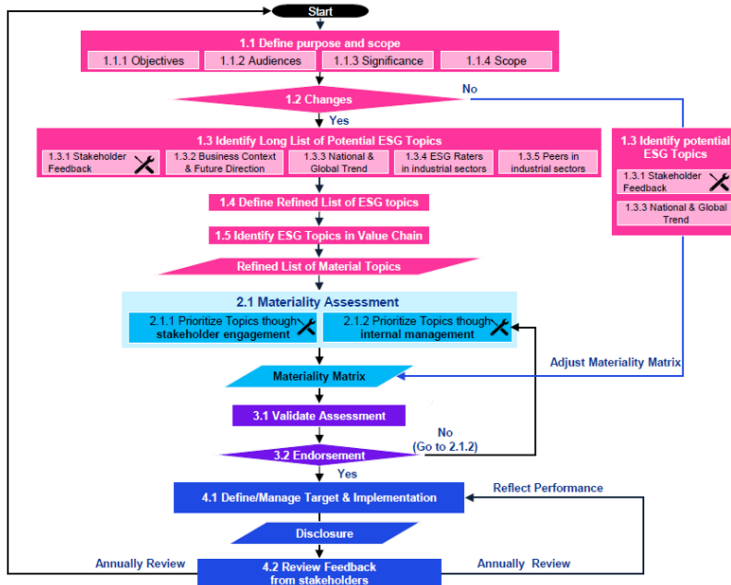 Start
1.1 Define purpose and scope
1.1.1 Objectives
1.1.2 Audiences
1.1.3 Significance
1.1.4 Scope
1.2 Changes
No
Yes
1.3 Identify Long List of Potential ESG Topics
1.3.1 Stakeholder
Feedback
1.3.2 Business Context
& Future Direction
1.3.3 National &
Global Trend
1.3.4 ESG Raters
in industrial sectors
1.3.5 Peers in
industrial sectors
1.3 Identify potential
ESG Topics
1.3.1 Stakeholder
Feedback
1.3.3 National & Global
Trend
1.4 Define Refined List of ESG topics
1.5 Identify ESG Topics in Value Chain
Refined List of Material Topics
2.1 Materiality Assessment
2.1.1 Prioritize Topics though
stakeholder engagement
2.1.2 Prioritize Topics though
internal management
Adjust Materiality Matrix
Materiality Matrix
3.1 Validate Assessment
No
(Go to 2.1.2)
3.2 Endorsement
Yes
4.1 Define/Manage Target & Implementation
Reflect Performance
Disclosure
Annually Review
4.2 Review Feedback
from stakeholders
Annually Review